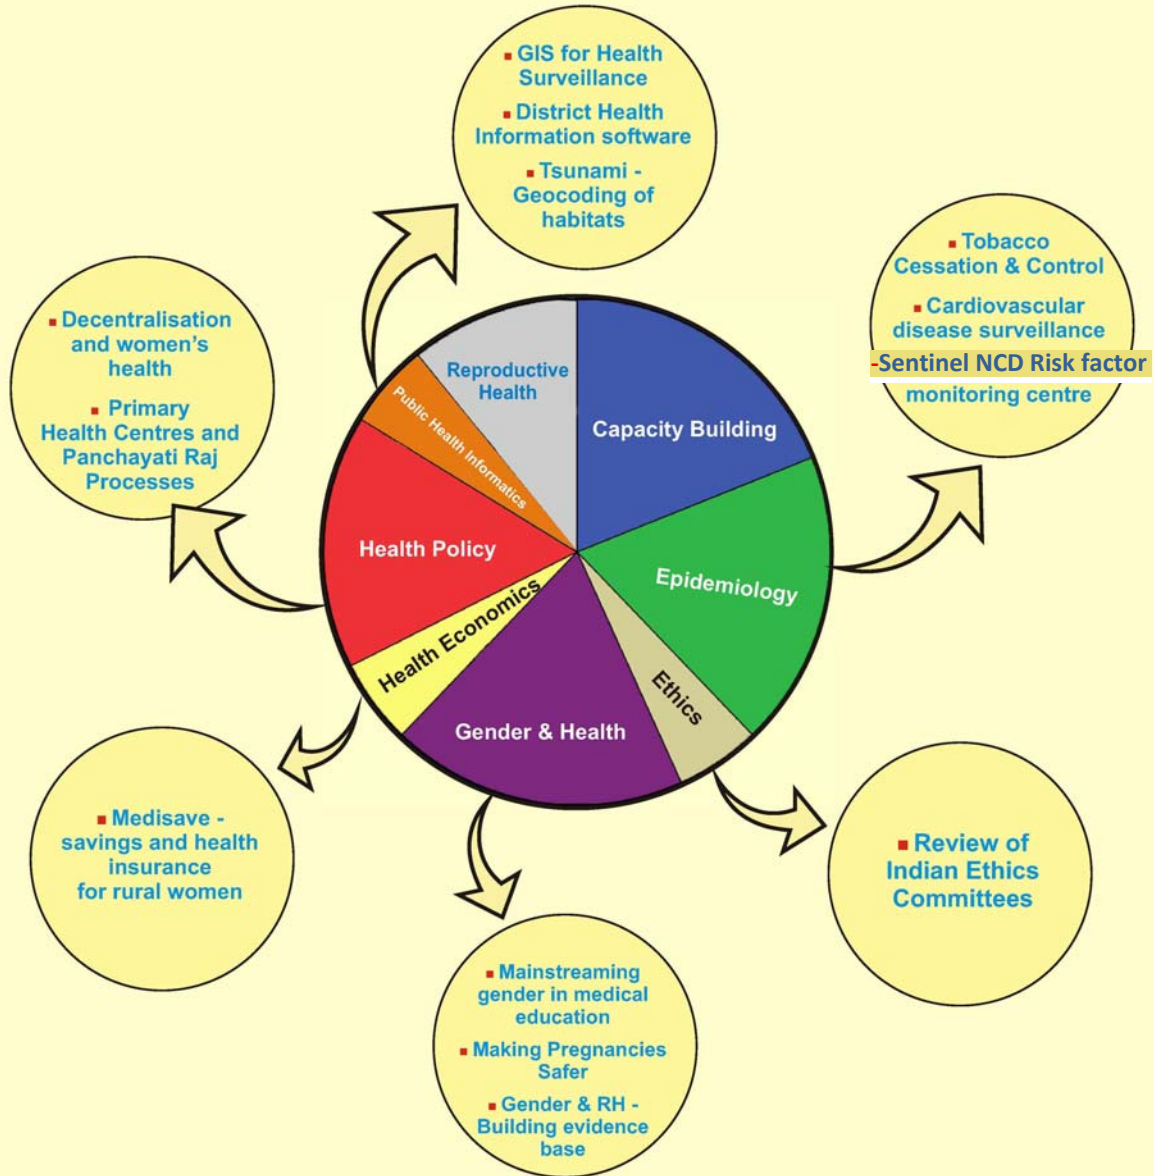 ▪ GIS for Health
Surveillance
▪ District Health
Information software
▪ Tsunami -
Geocoding of
habitats
▪ Tobacco
Cessation & Control
▪ Cardiovascular
disease surveillance
-Sentinel NCD Risk factor
monitoring centre
▪ Decentralisation
and women's
health
▪ Primary
Health Centres and
Panchayati Raj
Processes
Reproductive
Health
Public Health Informatics
Capacity Building
Health Policy
Epidemiology
Health Economics
Ethics
Gender & Health
▪ Medisave -
savings and health
insurance
for rural women
▪ Review of
Indian Ethics
Committees
▪ Mainstreaming
gender in medical
education
▪ Making Pregnancies
Safer
▪ Gender & RH -
Building evidence
base